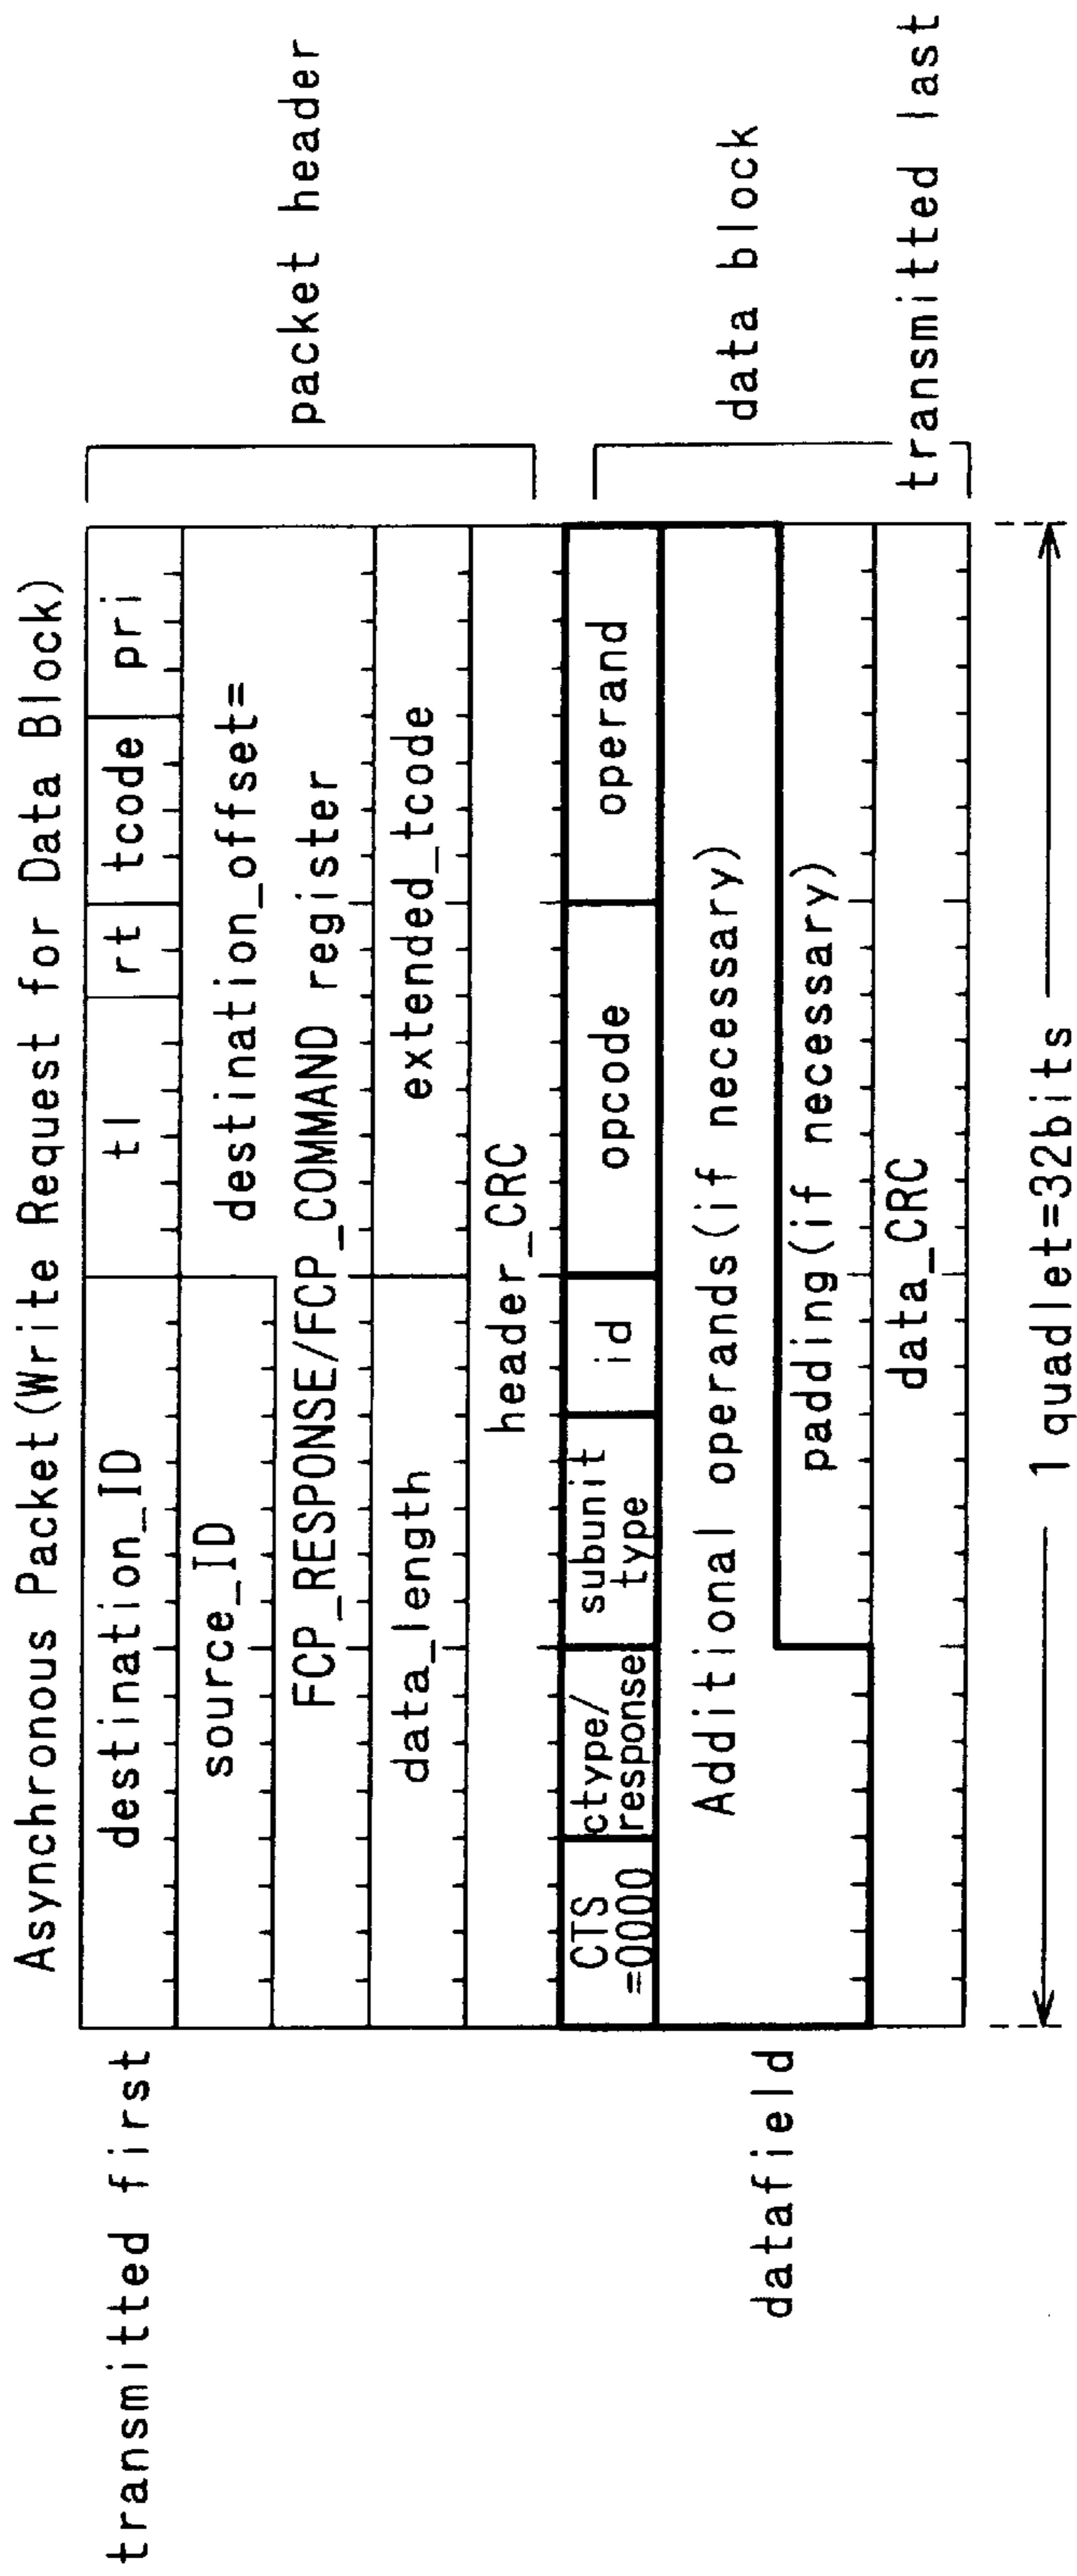 Asynchronous Packet(Write Request for Data Block)
transmitted first
destination_ID
tl
rt
tcode
pri
source_ID
destination_offset=
FCP_RESPONSE/FCP_COMMAND register
data_length
extended_tcode
header_CRC
packet header
CTS
=0000
ctype/
response
subunit
type
id
opcode
operand
datafield
Additional operands(if necessary)
padding(if necessary)
data_CRC
data block
transmitted last
1 quadlet=32bits